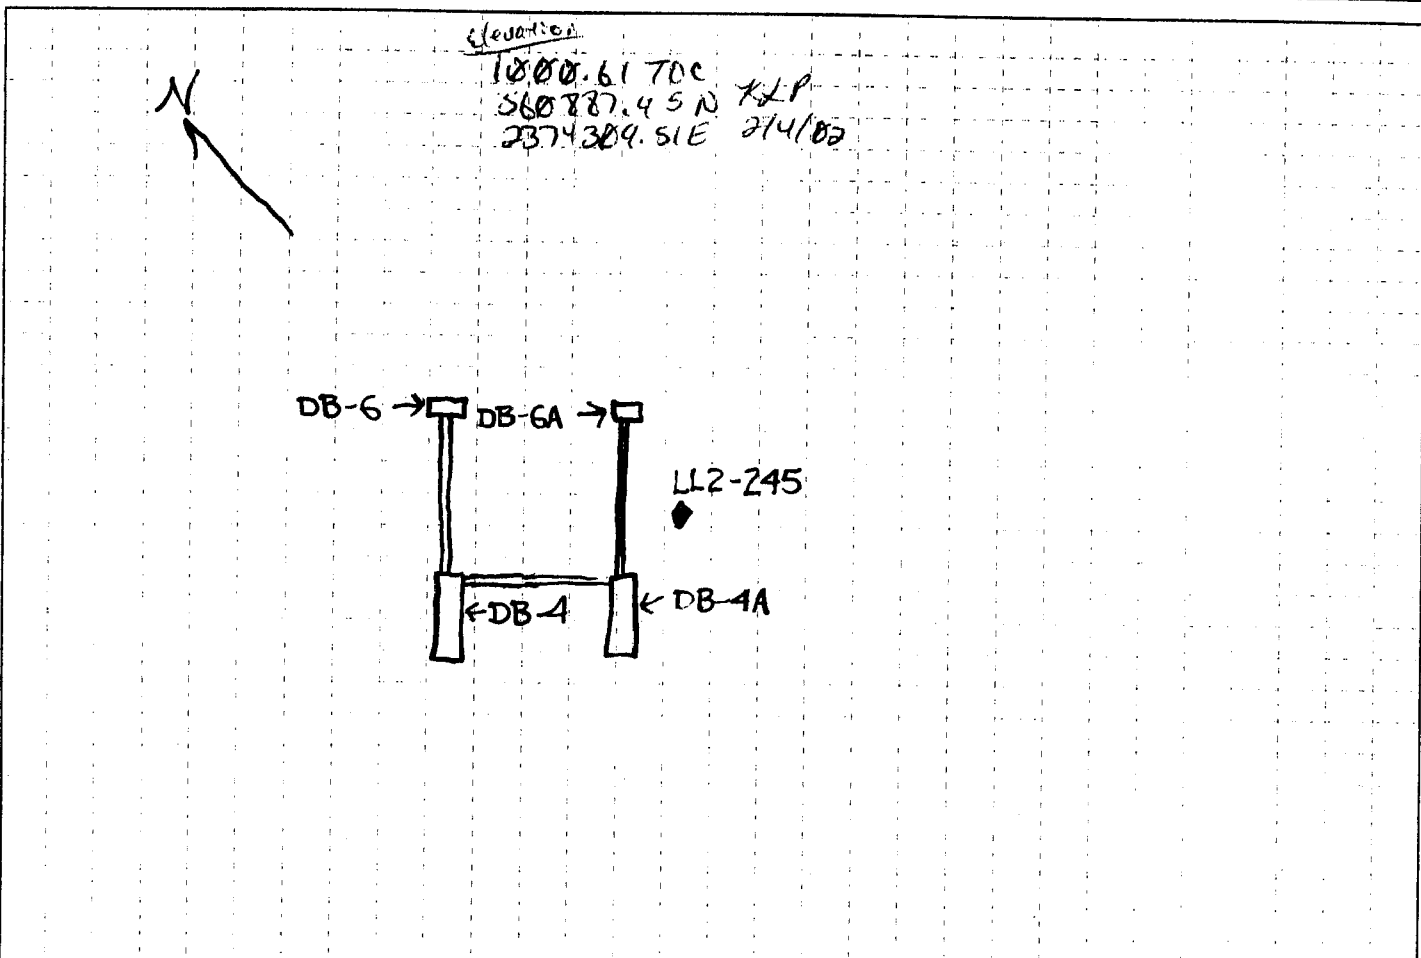 Elevation
N
1000.61 TOC
560887.45 N KLP
2374309.51E 2/4/02
DB-6 → DB-6A →
LL2-245
←DB-4 ← DB-4A